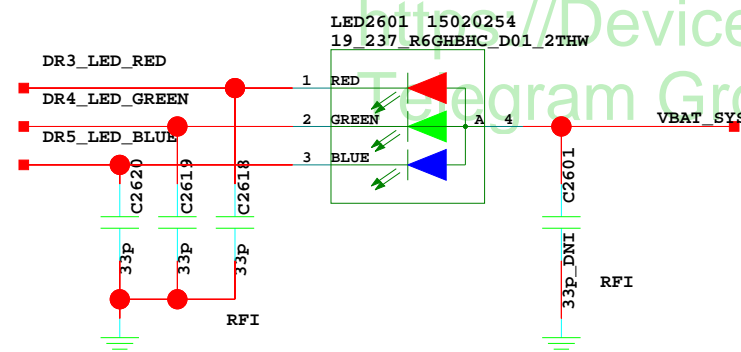 https://Device
Telegram Gro
LED2601 15020254
19_237_R6GHBHC_D01_2THW
DR3_LED_RED
1 RED
DR4_LED_GREEN
2 GREEN A 4 VBAT_SYS
DR5_LED_BLUE
3 BLUE
C2620
C2619
C2618
C2601
33p
33p
33p
33p_DNI
RFI
RFI